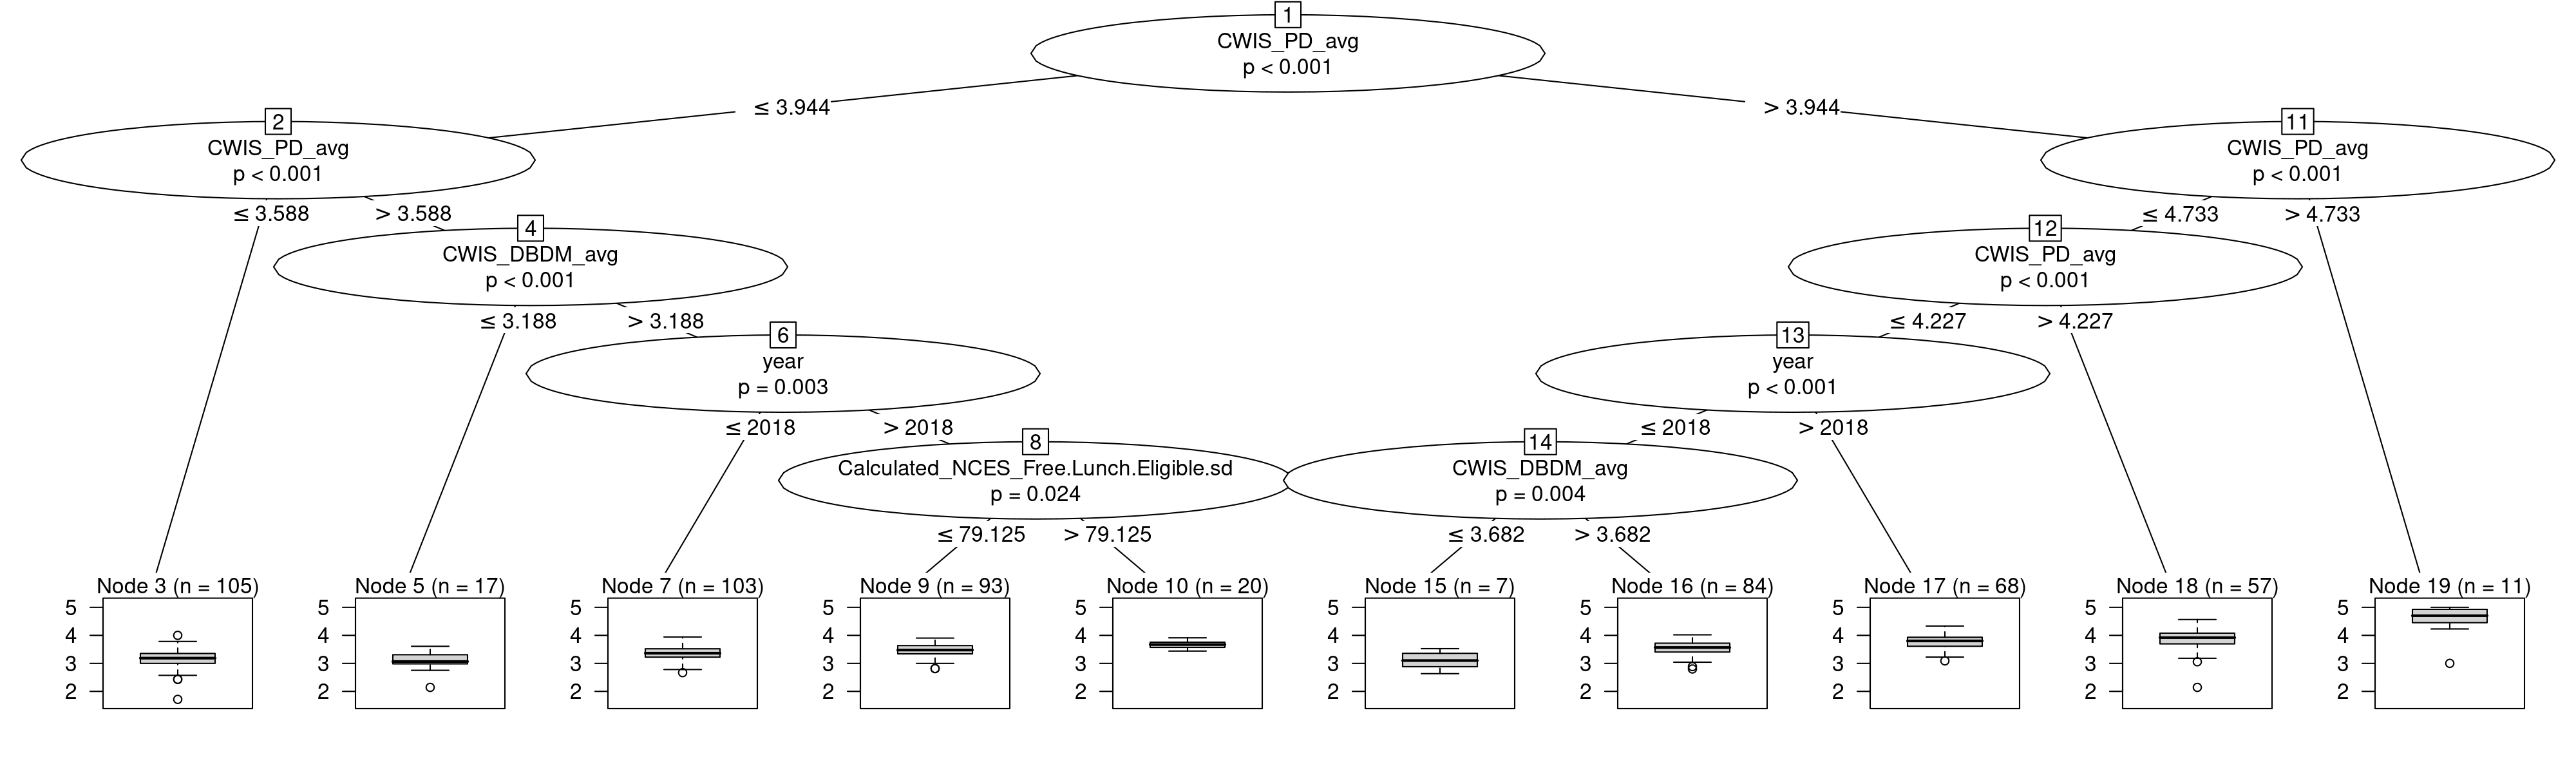 1
CWIS_PD_avg
p < 0.001
≤ 3.944
> 3.944
2
CWIS_PD_avg
p < 0.001
11
CWIS_PD_avg
p < 0.001
≤ 3.588
> 3.588
≤ 4.733
> 4.733
4
CWIS_DBDM_avg
p < 0.001
12
CWIS_PD_avg
p < 0.001
≤ 3.188
> 3.188
≤ 4.227
> 4.227
6
year
p = 0.003
13
year
p < 0.001
≤ 2018
> 2018
≤ 2018
> 2018
8
Calculated_NCES_Free.Lunch.Eligible.sd
p = 0.024
14
CWIS_DBDM_avg
p = 0.004
≤ 79.125
> 79.125
≤ 3.682
> 3.682
Node 3 (n = 105)
5
4
3
2
Node 5 (n = 17)
5
4
3
2
Node 7 (n = 103)
5
4
3
2
Node 9 (n = 93)
5
4
3
2
Node 10 (n = 20)
5
4
3
2
Node 15 (n = 7)
5
4
3
2
Node 16 (n = 84)
5
4
3
2
Node 17 (n = 68)
5
4
3
2
Node 18 (n = 57)
5
4
3
2
Node 19 (n = 11)
5
4
3
2